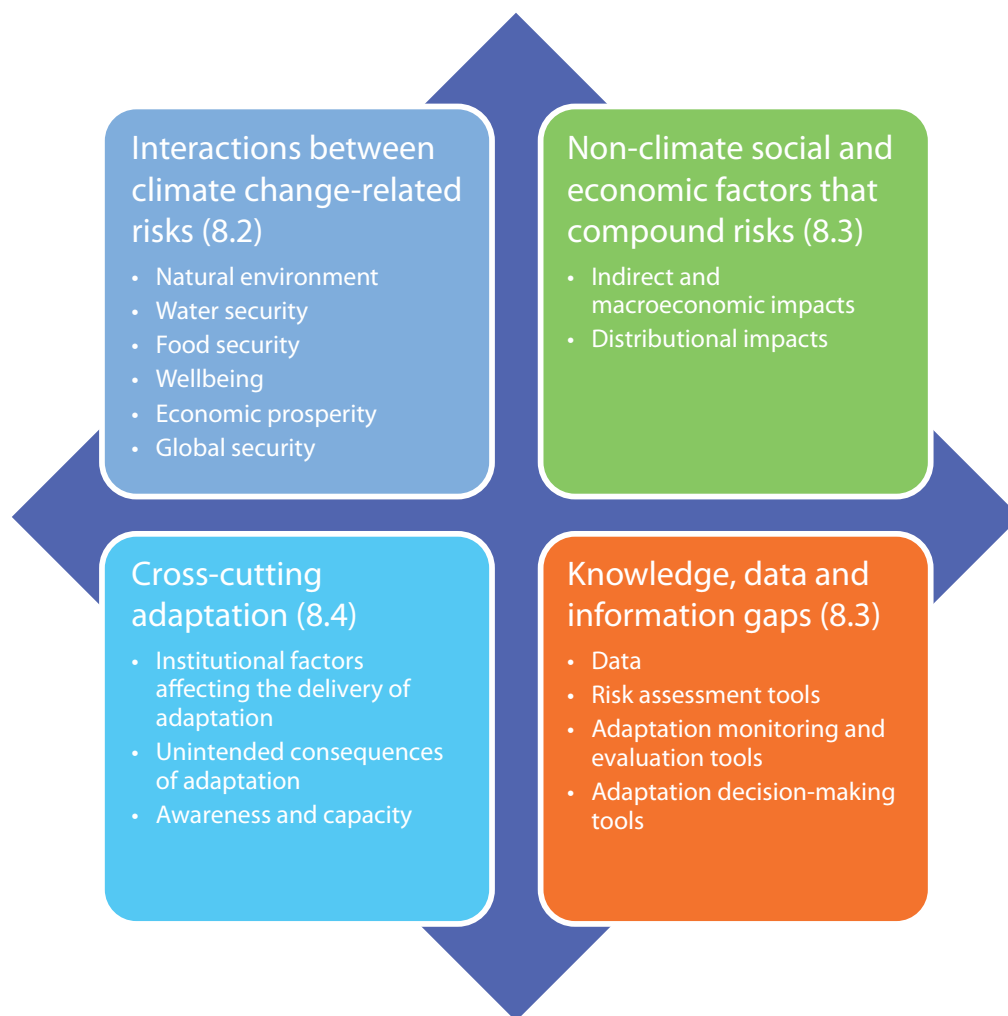 Interactions between
climate change-related
risks (8.2)
• Natural environment
• Water security
• Food security
• Wellbeing
• Economic prosperity
• Global security
Non-climate social and
economic factors that
compound risks (8.3)
• Indirect and
macroeconomic impacts
• Distributional impacts
Cross-cutting
adaptation (8.4)
• Institutional factors
affecting the delivery of
adaptation
• Unintended consequences
of adaptation
• Awareness and capacity
Knowledge, data and
information gaps (8.3)
• Data
• Risk assessment tools
• Adaptation monitoring and
evaluation tools
• Adaptation decision-making
tools